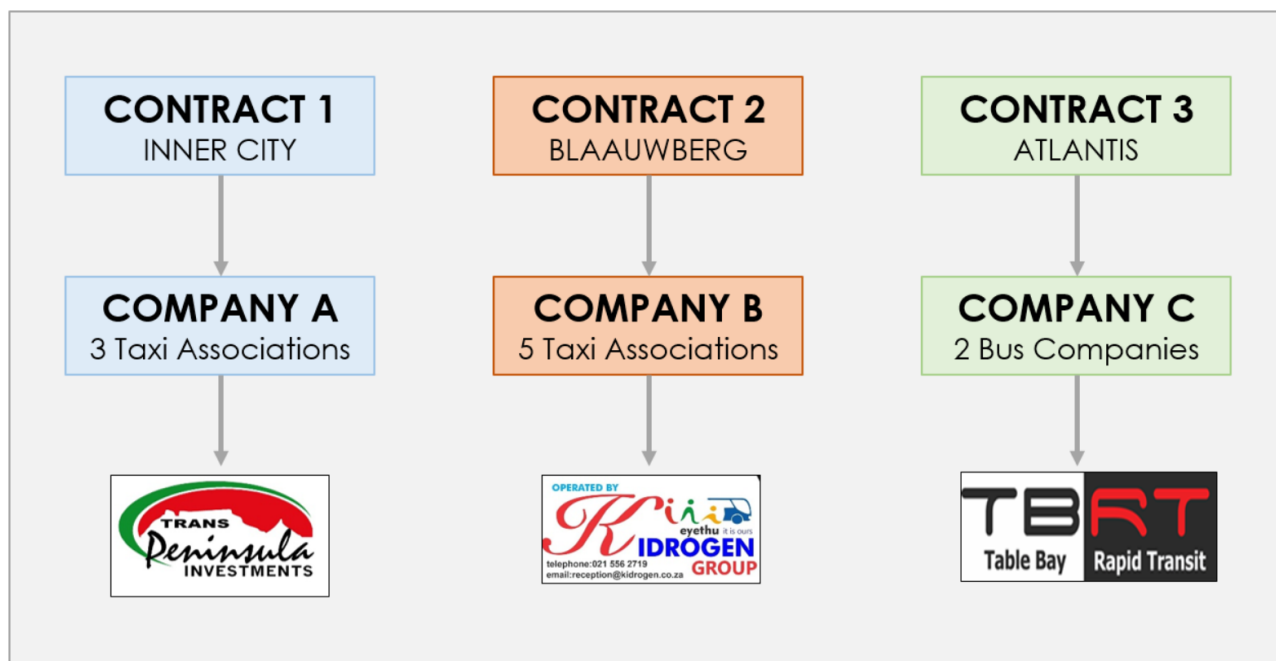 CONTRACT 1
INNER CITY
CONTRACT 2
BLAAUWBERG
CONTRACT 3
ATLANTIS
COMPANY A
3 Taxi Associations
COMPANY B
5 Taxi Associations
COMPANY C
2 Bus Companies
TRANS
Peninsula
INVESTMENTS
OPERATED BY
Kiiii
eyethu it is ours
IDROGEN
GROUP
telephone:021 556 2719
email:reception@kidrogen.co.za
TBRT
Table Bay
Rapid Transit